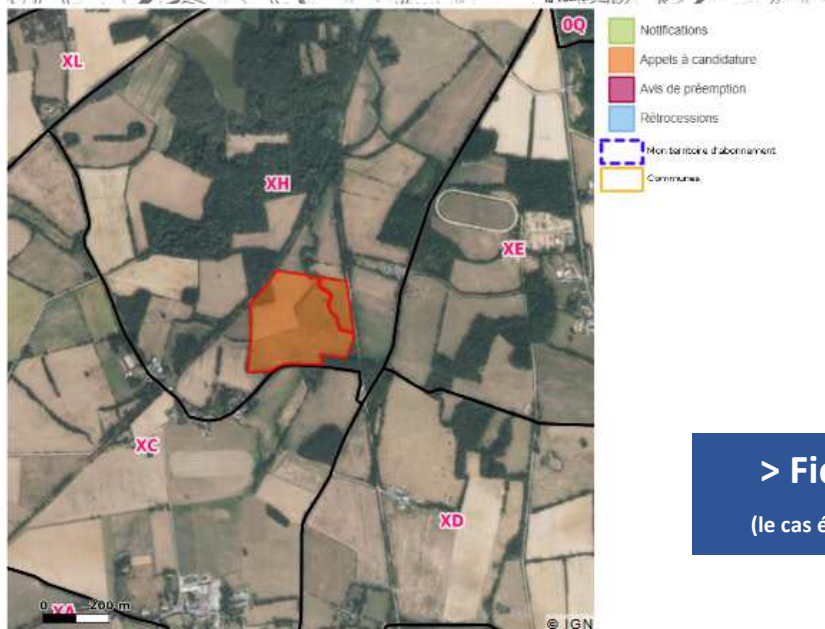 0Q
XL
XH
XE
XC
XD
XA
0 200 m
© IGN
Notifications
Appels à candidature
Avis de préemption
Rétrocessions
Mon territoire d'abonnement
Communes
> Fic
(le cas é